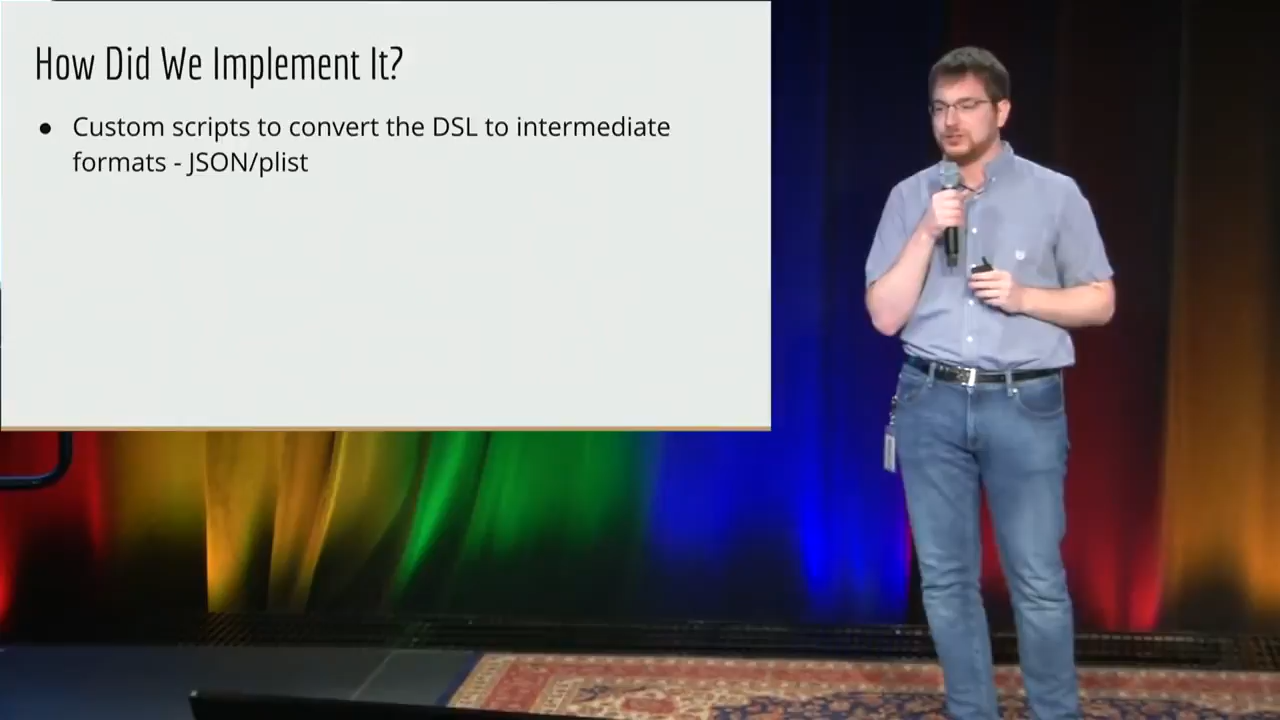 How Did We Implement It?
● Custom scripts to convert the DSL to intermediate
formats - JSON/plist